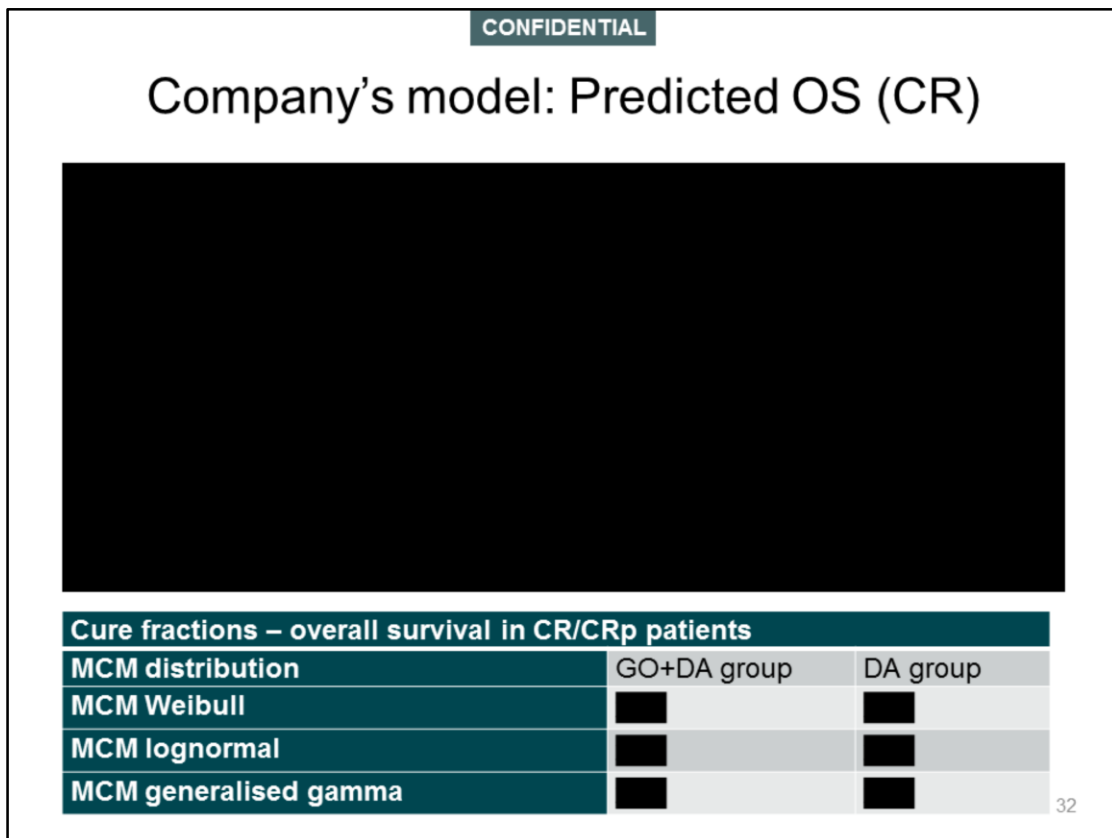 CONFIDENTIAL
Company’s model: Predicted OS (CR)
Cure fractions – overall survival in CR/CRp patients
MCM distribution GO+DA group DA group
MCM Weibull
MCM lognormal
MCM generalised gamma
32